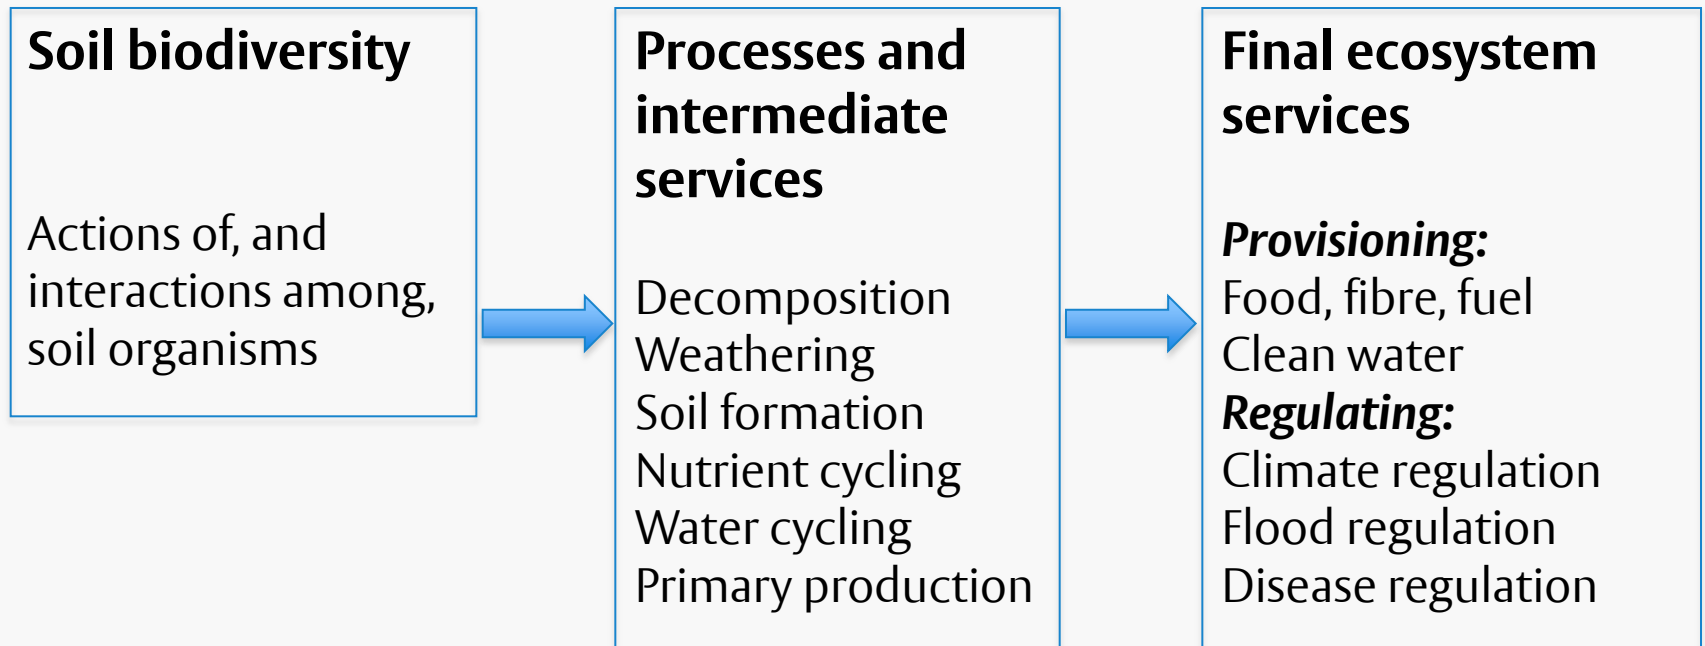 Soil biodiversity
Actions of, and
interactions among,
soil organisms
Processes and
intermediate
services
Decomposition
Weathering
Soil formation
Nutrient cycling
Water cycling
Primary production
Final ecosystem
services
Provisioning:
Food, fibre, fuel
Clean water
Regulating:
Climate regulation
Flood regulation
Disease regulation